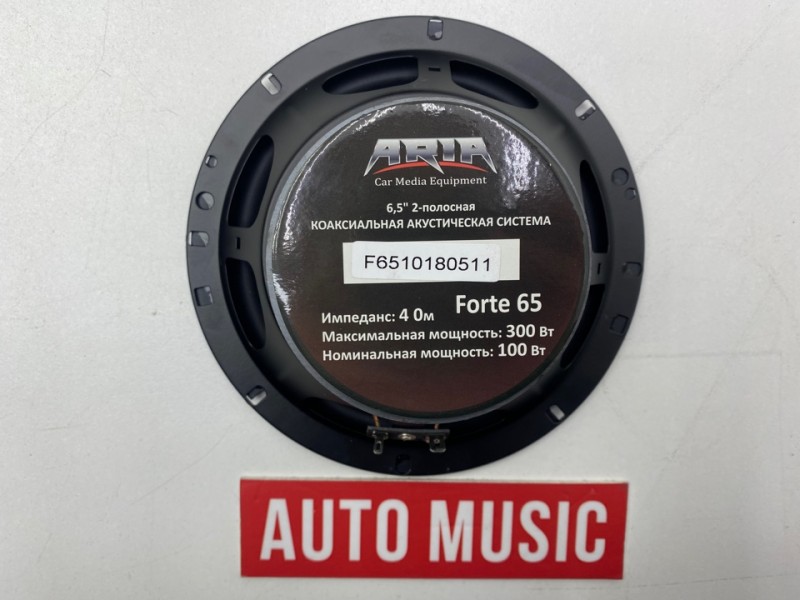 ARIA
Car Media Equipment
6,5" 2-полосная
КОАКСИАЛЬНАЯ АКУСТИЧЕСКАЯ СИСТЕМА
F6510180511
Forte 65
Импеданс: 4 Ом
Максимальная мощность: 300 Вт
Номинальная мощность: 100 Вт
AUTO MUSIC